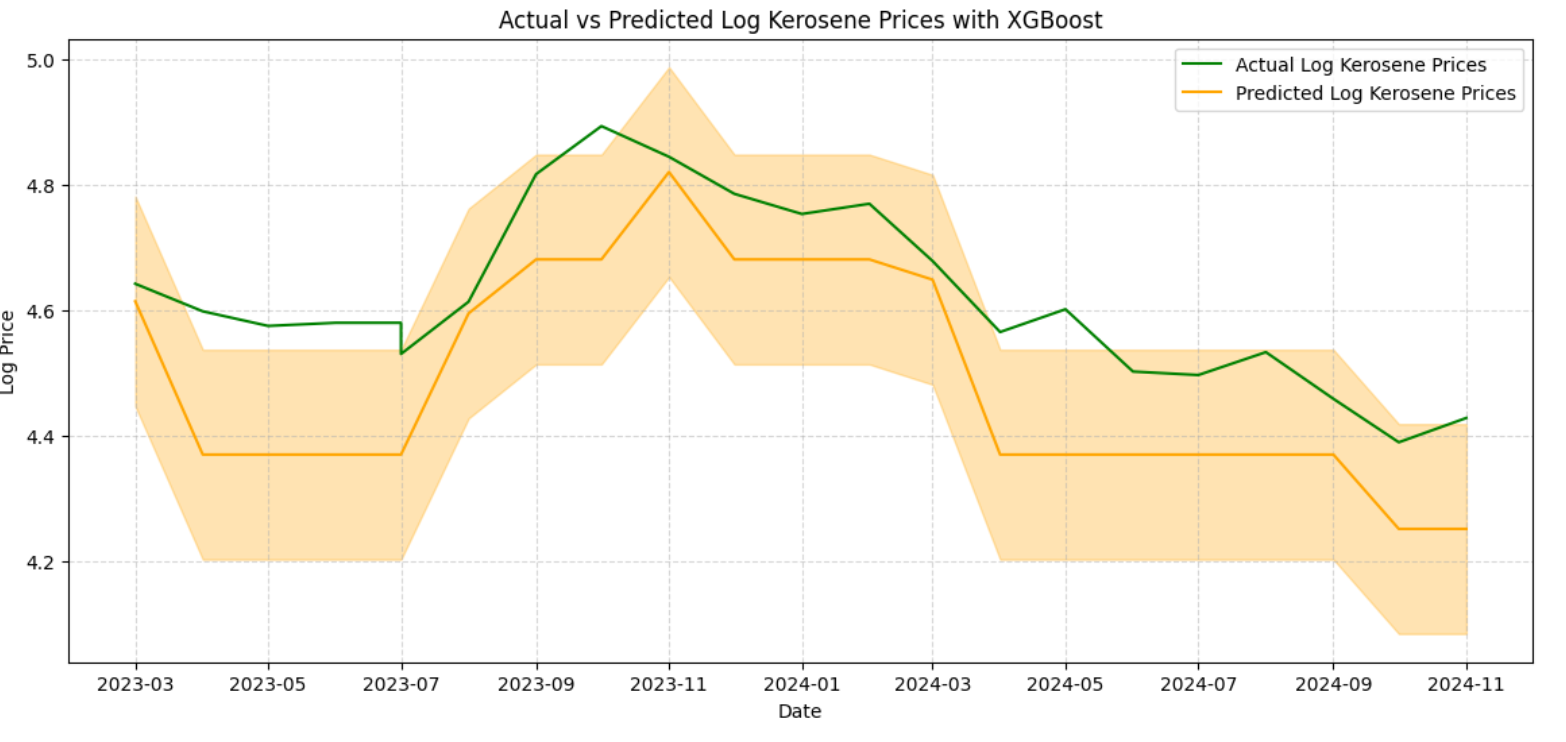 Actual vs Predicted Log Kerosene Prices with XGBoost
Actual Log Kerosene Prices
Predicted Log Kerosene Prices
Log Price
5.0
4.8
4.6
4.4
4.2
2023-03 2023-05 2023-07 2023-09 2023-11 2024-01 2024-03 2024-05 2024-07 2024-09 2024-11
Date